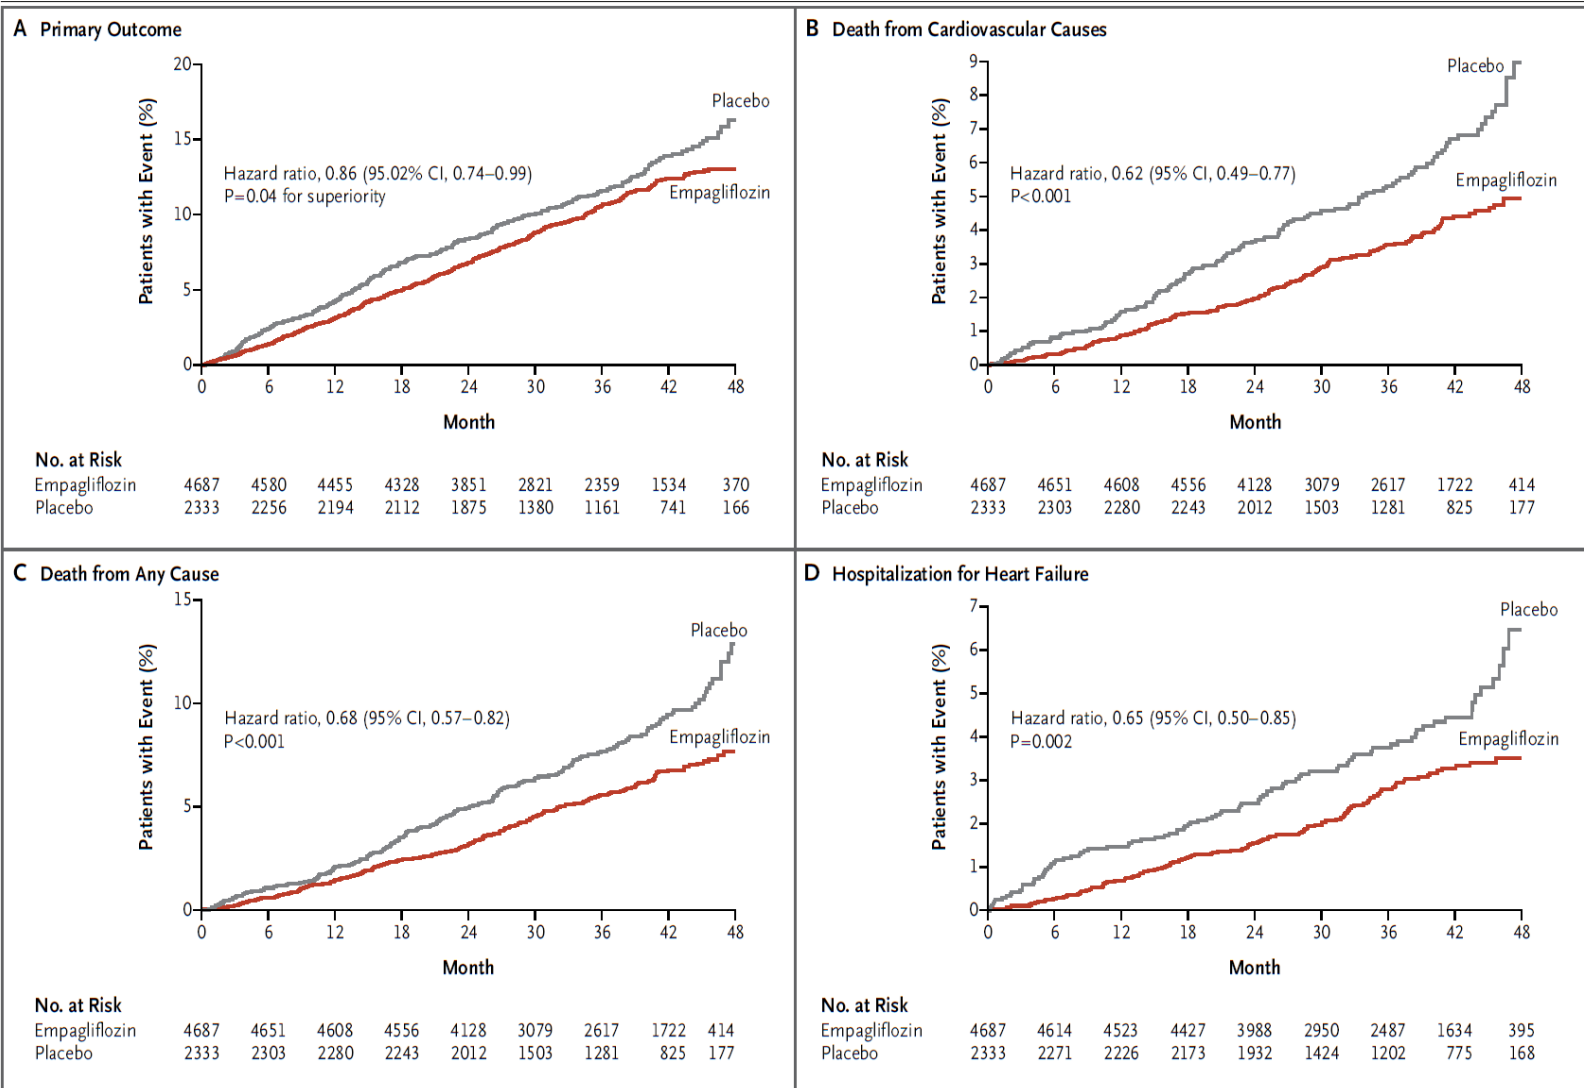 A Primary Outcome
20
15
10
5
0
Patients with Event (%)
Placebo
Hazard ratio, 0.86 (95.02% CI, 0.74–0.99)
P=0.04 for superiority
Empagliflozin
0 6 12 18 24 30 36 42 48
Month
No. at Risk
Empagliflozin 4687 4580 4455 4328 3851 2821 2359 1534 370
Placebo 2333 2256 2194 2112 1875 1380 1161 741 166
B Death from Cardiovascular Causes
9
8
7
6
5
4
3
2
1
0
Patients with Event (%)
Placebo
Hazard ratio, 0.62 (95% CI, 0.49–0.77)
P<0.001
Empagliflozin
0 6 12 18 24 30 36 42 48
Month
No. at Risk
Empagliflozin 4687 4651 4608 4556 4128 3079 2617 1722 414
Placebo 2333 2303 2280 2243 2012 1503 1281 825 177
C Death from Any Cause
15
10
5
0
Patients with Event (%)
Placebo
Hazard ratio, 0.68 (95% CI, 0.57–0.82)
P<0.001
Empagliflozin
0 6 12 18 24 30 36 42 48
Month
No. at Risk
Empagliflozin 4687 4651 4608 4556 4128 3079 2617 1722 414
Placebo 2333 2303 2280 2243 2012 1503 1281 825 177
D Hospitalization for Heart Failure
7
6
5
4
3
2
1
0
Patients with Event (%)
Placebo
Hazard ratio, 0.65 (95% CI, 0.50–0.85)
P=0.002
Empagliflozin
0 6 12 18 24 30 36 42 48
Month
No. at Risk
Empagliflozin 4687 4614 4523 4427 3988 2950 2487 1634 395
Placebo 2333 2271 2226 2173 1932 1424 1202 775 168